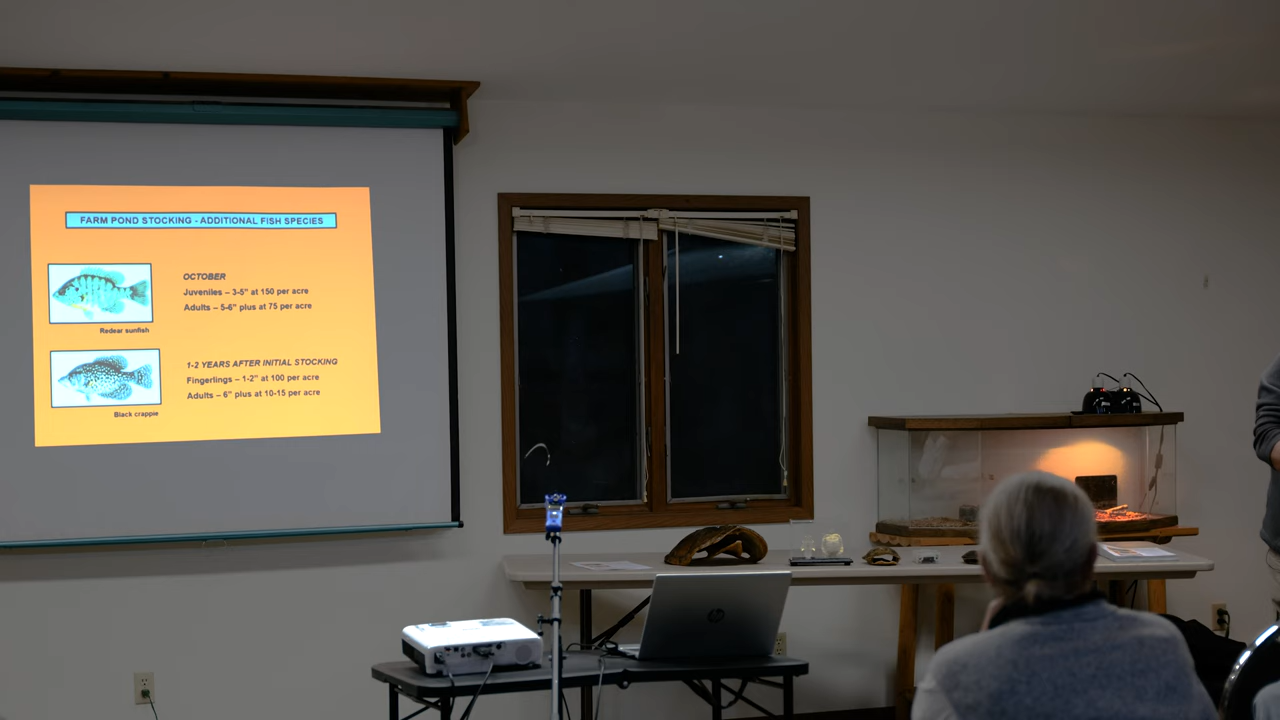 FARM POND STOCKING - ADDITIONAL FISH SPECIES
OCTOBER
Juveniles – 3-5" at 150 per acre
Adults – 5-6" plus at 75 per acre
Redear sunfish
1-2 YEARS AFTER INITIAL STOCKING
Fingerlings – 1-2" at 100 per acre
Adults – 6" plus at 10-15 per acre
Black crappie
hp